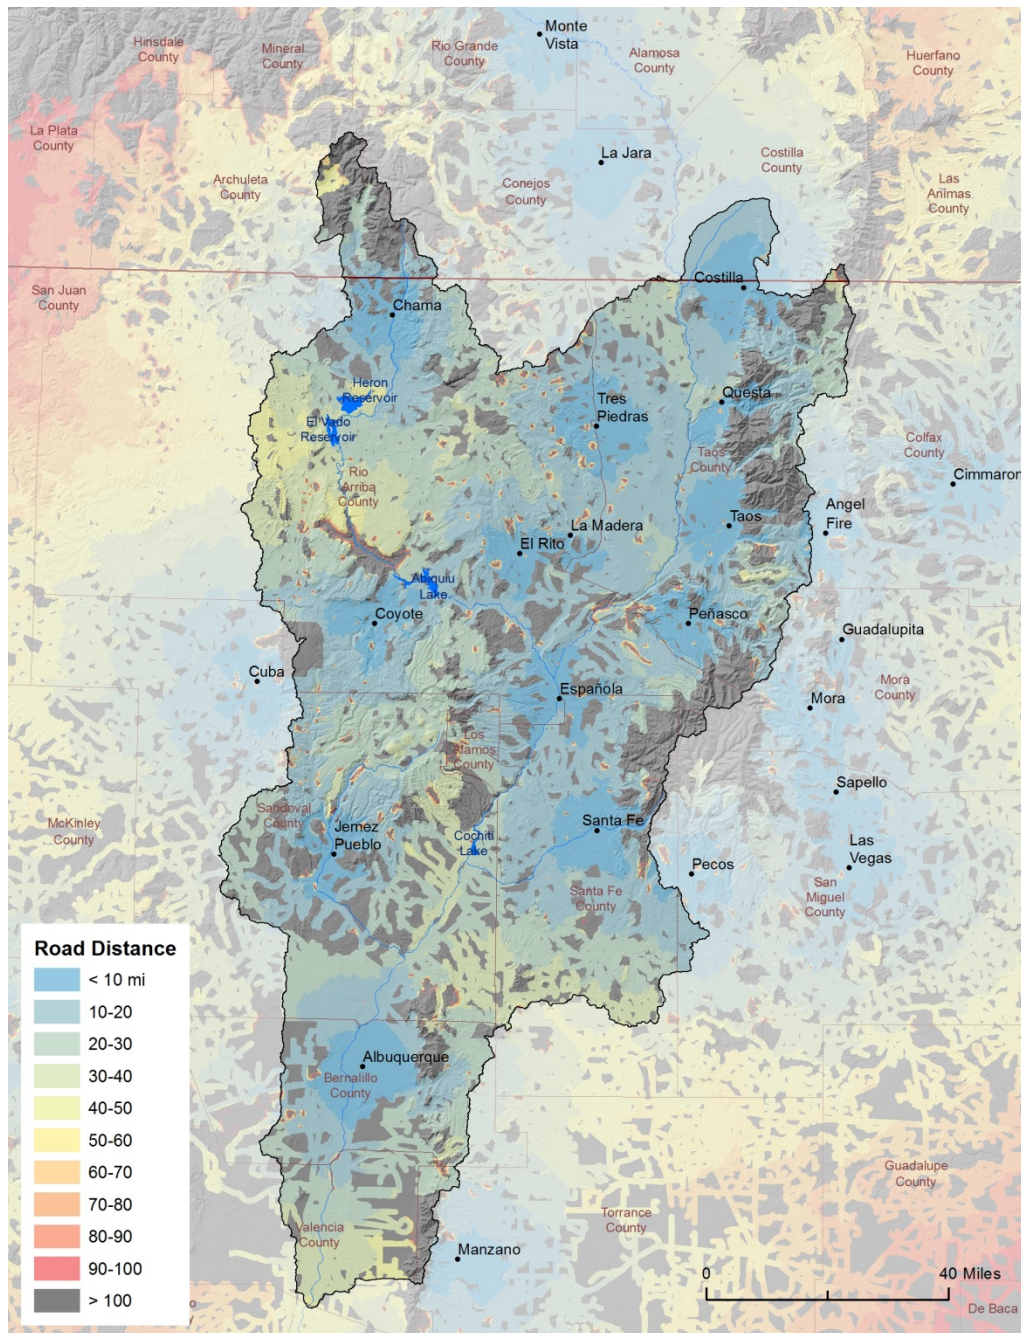 Monte
Vista
Hinsdale
County
Mineral
County
Rio Grande
County
Alamosa
County
Huerfano
County
La Plata
County
La Jara
Costilla
County
Archuleta
County
Conejos
County
Las
Animas
County
San Juan
County
Costilla
Chama
Heron
Reservoir
El Vado
Reservoir
Tres
Piedras
Questa
Taos
County
Colfax
County
Cimmaron
Rio
Arriba
County
Angel
Fire
Taos
La Madera
El Rito
Abiquiu
Lake
Coyote
Peñasco
Guadalupita
Cuba
Española
Mora
County
Mora
Los
Alamos
County
Sandoval
County
Jemez
Pueblo
Cochiti
Lake
Santa Fe
Sapello
McKinley
County
Las
Vegas
Pecos
San
Miguel
County
Santa Fe
County
Road Distance
< 10 mi
10-20
20-30
30-40
40-50
50-60
60-70
70-80
80-90
90-100
> 100
Albuquerque
Bernalillo
County
Guadalupe
County
Valencia
County
Torrance
County
Manzano
0
40 Miles
De Baca